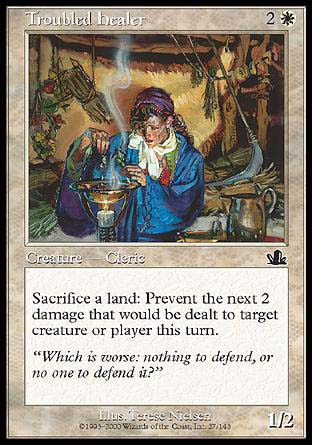 Troubled Healer 2
Creature — Cleric
Sacrifice a land: Prevent the next 2
damage that would be dealt to target
creature or player this turn.
“Which is worse: nothing to defend, or
no one to defend it?”
Illus. Terese Nielsen
©1993–2000 Wizards of the Coast, Inc. 27/143
1/2